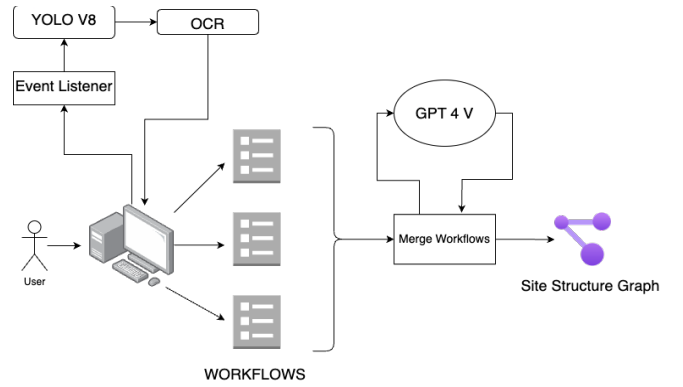 YOLO V8
OCR
Event Listener
GPT 4 V
User
Merge Workflows
Site Structure Graph
WORKFLOWS